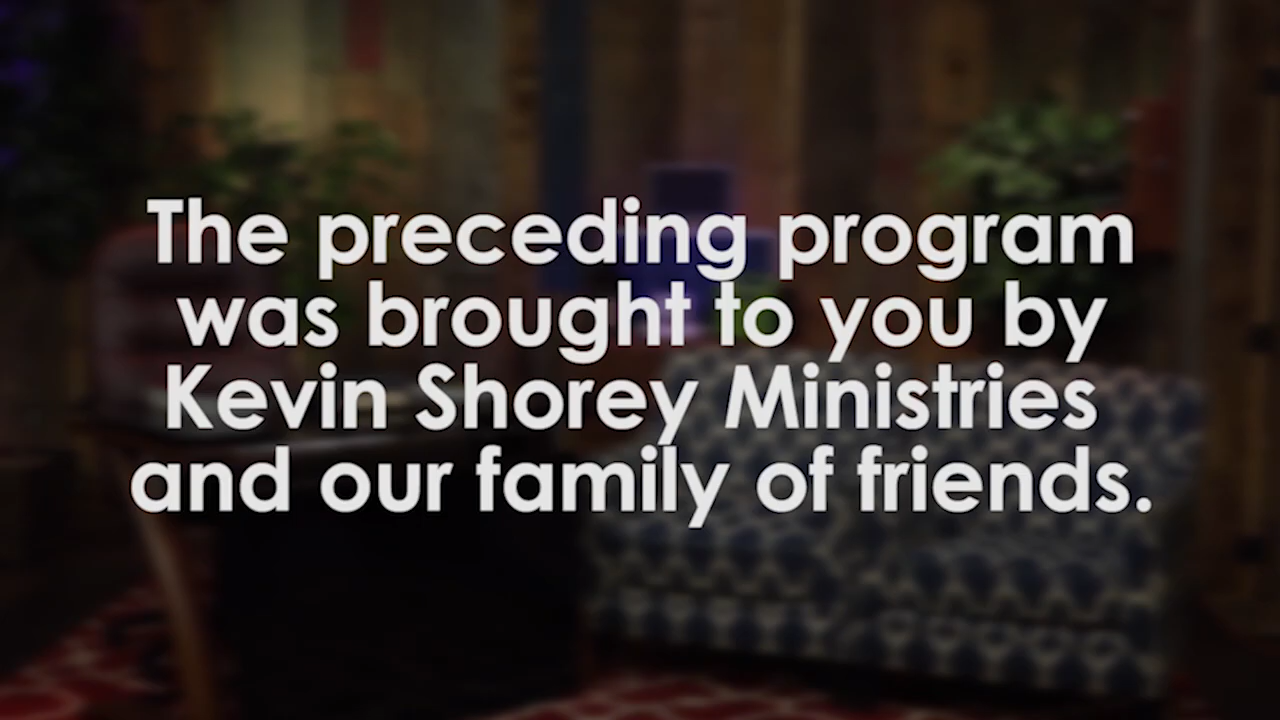 The preceding program
was brought to you by
Kevin Shorey Ministries
and our family of friends.